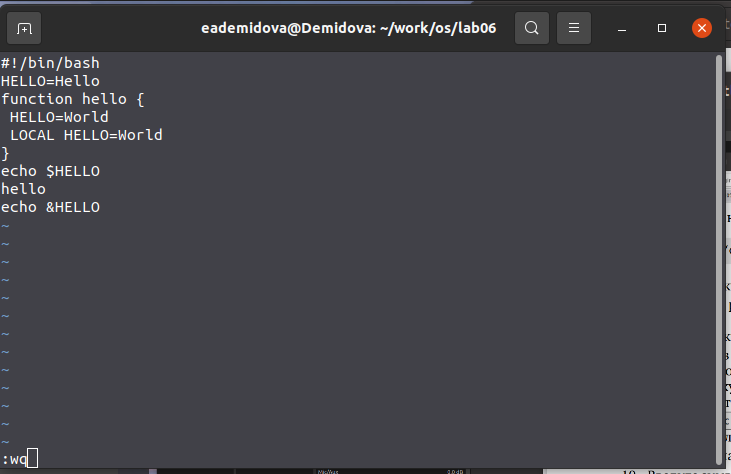 eademidova@Demidova: ~/work/os/lab06
#!/bin/bash
HELLO=Hello
function hello {
 HELLO=World
 LOCAL HELLO=World
}
echo $HELLO
hello
echo &HELLO
~
~
~
~
~
~
~
~
~
~
~
~
~
:wq